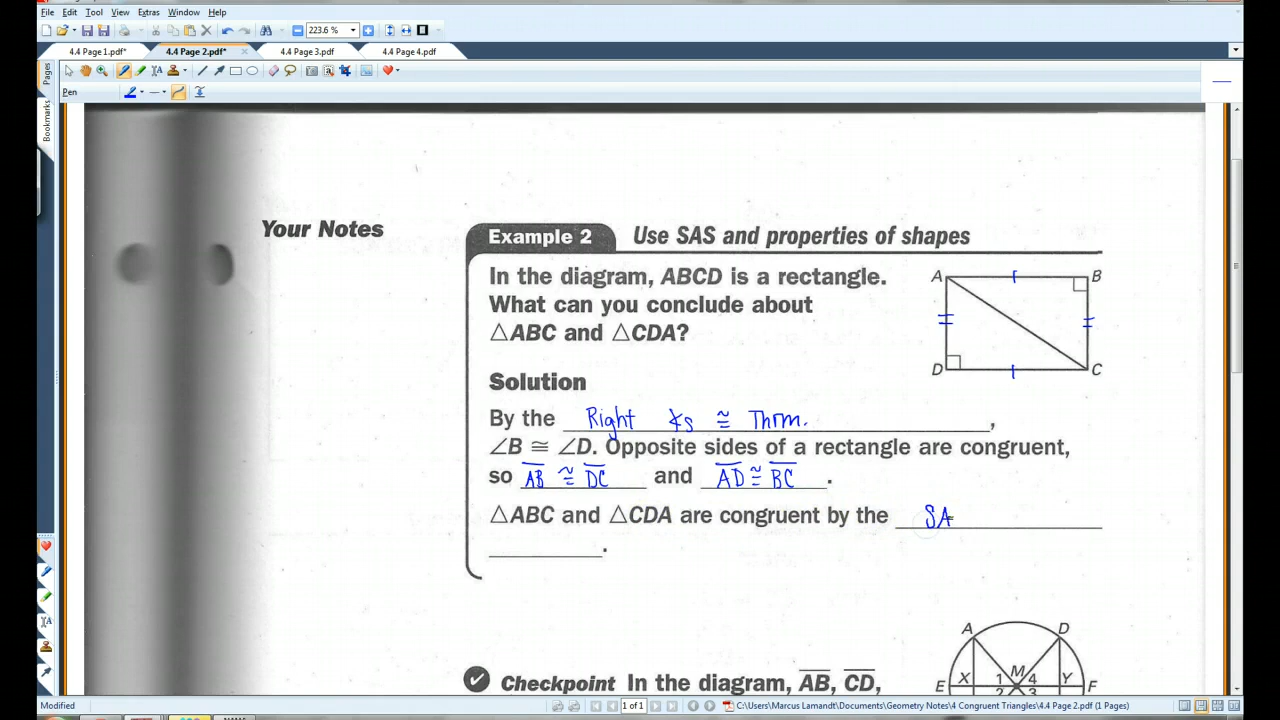 File Edit Tool View Extras Window Help
223.6 %
4.4 Page 1.pdf* 4.4 Page 2.pdf* 4.4 Page 3.pdf 4.4 Page 4.pdf
Pages
Bookmarks
Pen
Your Notes
Example 2 Use SAS and properties of shapes
In the diagram, ABCD is a rectangle.
What can you conclude about
△ABC and △CDA?
A B
D C
Solution
By the Right ∡s ≅ Thrm.,
∠B ≅ ∠D. Opposite sides of a rectangle are congruent,
so AB ≅ DC and AD ≅ BC.
△ABC and △CDA are congruent by the SA
.
Checkpoint In the diagram, AB, CD,
A D
M
E X 1 4 Y F
2 3
Modified 1 of 1 C:\Users\Marcus Lamandt\Documents\Geometry Notes\4 Congruent Triangles\4.4 Page 2.pdf (1 Pages)